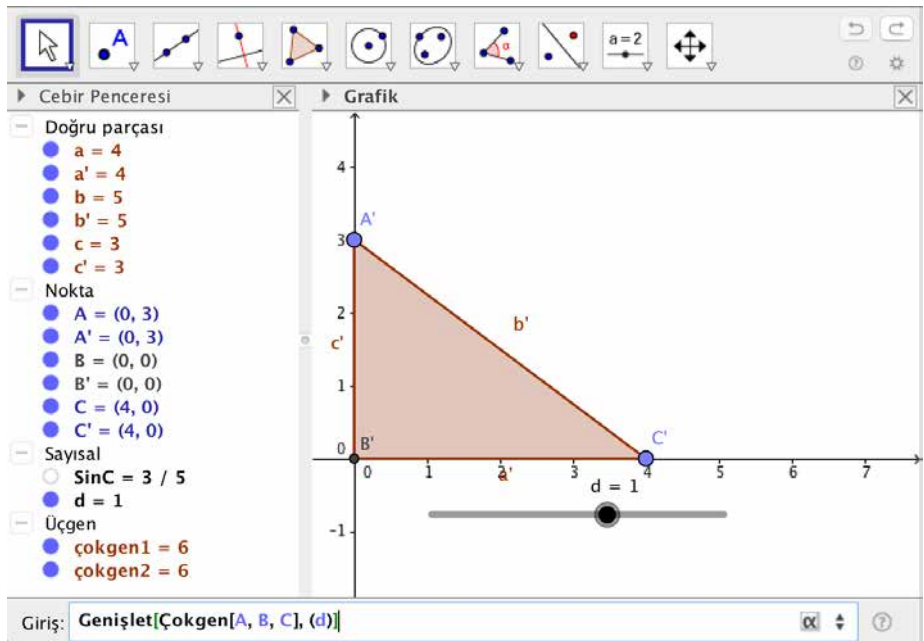 A α a=2
Cebir Penceresi
Doğru parçası
a = 4
a' = 4
b = 5
b' = 5
c = 3
c' = 3
Nokta
A = (0, 3)
A' = (0, 3)
B = (0, 0)
B' = (0, 0)
C = (4, 0)
C' = (4, 0)
Sayısal
SinC = 3 / 5
d = 1
Üçgen
çokgen1 = 6
çokgen2 = 6
Grafik
4
A'
3
2
b'
c'
1
0 B' C'
0 1 2 3 4 5 6 7
a'
d = 1
-1
Giriş: Genişlet[Çokgen[A, B, C], (d)] α